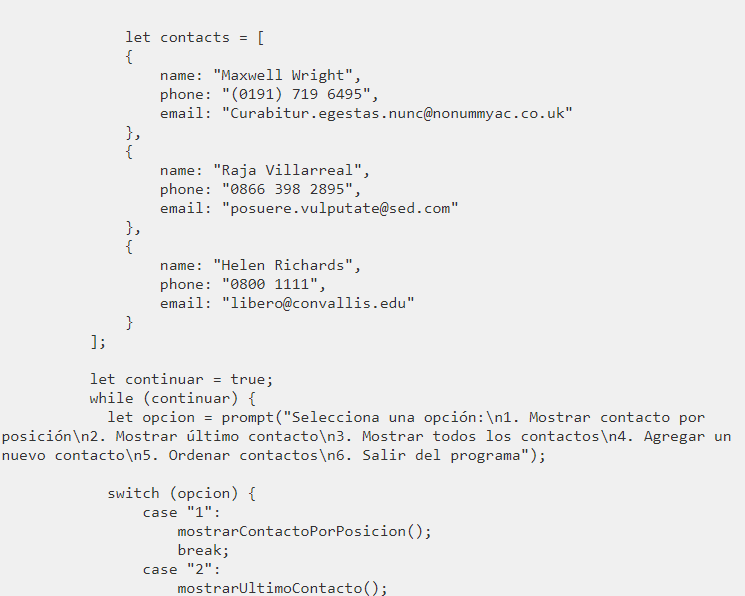 let contacts = [
{
name: "Maxwell Wright",
phone: "(0191) 719 6495",
email: "Curabitur.egestas.nunc@nonummyac.co.uk"
},
{
name: "Raja Villarreal",
phone: "0866 398 2895",
email: "posuere.vulputate@sed.com"
},
{
name: "Helen Richards",
phone: "0800 1111",
email: "libero@convallis.edu"
}
];
let continuar = true;
while (continuar) {
let opcion = prompt("Selecciona una opción:\n1. Mostrar contacto por
posición\n2. Mostrar último contacto\n3. Mostrar todos los contactos\n4. Agregar un
nuevo contacto\n5. Ordenar contactos\n6. Salir del programa");
switch (opcion) {
case "1":
mostrarContactoPorPosicion();
break;
case "2":
mostrarUltimoContacto();